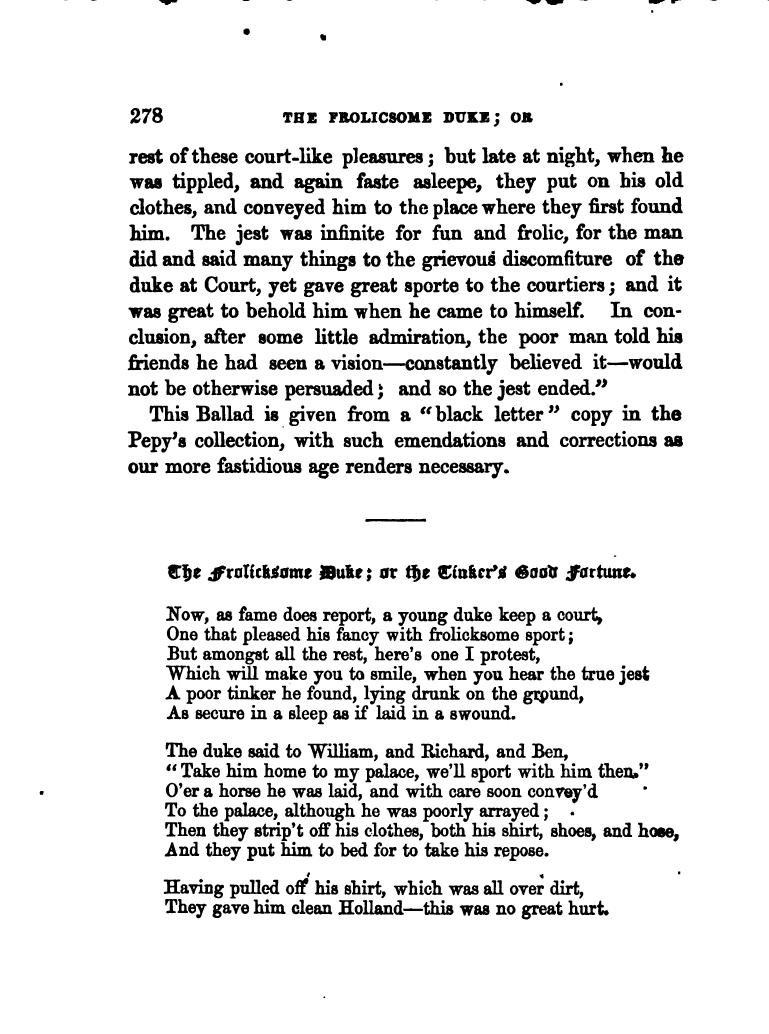 278 THE FROLICSOME DUKE; OR
rest of these court-like pleasures; but late at night, when he
was tippled, and again faste asleepe, they put on his old
clothes, and conveyed him to the place where they first found
him. The jest was infinite for fun and frolic, for the man
did and said many things to the grievous discomfiture of the
duke at Court, yet gave great sporte to the courtiers; and it
was great to behold him when he came to himself. In con-
clusion, after some little admiration, the poor man told his
friends he had seen a vision—constantly believed it—would
not be otherwise persuaded; and so the jest ended.”
This Ballad is given from a “black letter” copy in the
Pepy's collection, with such emendations and corrections as
our more fastidious age renders necessary.
The Frolicksome Duke; or the Tinker's Good Fortune.
Now, as fame does report, a young duke keep a court,
One that pleased his fancy with frolicksome sport;
But amongst all the rest, here's one I protest,
Which will make you to smile, when you hear the true jest
A poor tinker he found, lying drunk on the ground,
As secure in a sleep as if laid in a swound.
The duke said to William, and Richard, and Ben,
“Take him home to my palace, we'll sport with him then.”
O'er a horse he was laid, and with care soon convey'd
To the palace, although he was poorly arrayed;
Then they strip't off his clothes, both his shirt, shoes, and hose,
And they put him to bed for to take his repose.
Having pulled off his shirt, which was all over dirt,
They gave him clean Holland—this was no great hurt.